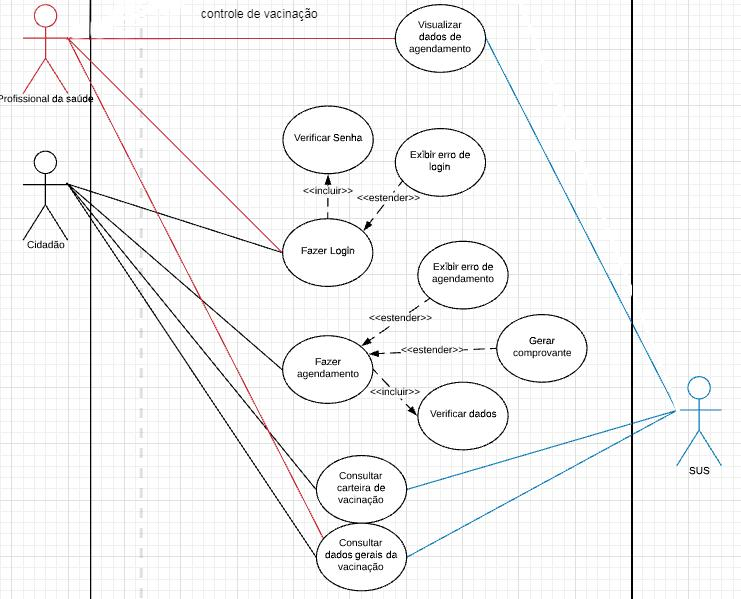 controle de vacinação
Visualizar
dados de
agendamento
Profissional da saúde
Verificar Senha
Exibir erro de
login
<<incluir>>
<<estender>>
Cidadão
Fazer Login
Exibir erro de
agendamento
<<estender>>
Gerar
comprovante
<<estender>>
Fazer
agendamento
<<incluir>>
Verificar dados
SUS
Consultar
carteira de
vacinação
Consultar
dados gerais da
vacinação